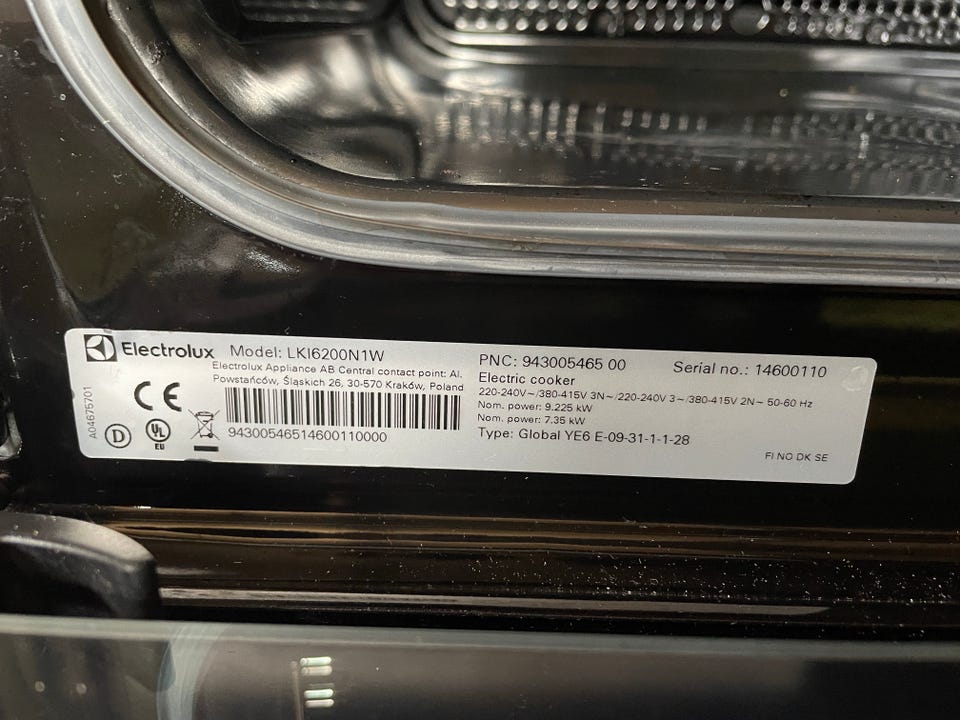 Electrolux Model: LKI6200N1W
Electrolux Appliance AB Central contact point: Al.
Powstańców, Śląskich 26, 30-570 Kraków, Poland
CE
A04675701
D
UL
EU
94300546514600110000
PNC: 943005465 00
Serial no.: 14600110
Electric cooker
220-240V~/380-415V 3N~/220-240V 3~/380-415V 2N~ 50-60 Hz
Nom. power: 9.225 kW
Nom. power: 7.35 kW
Type: Global YE6 E-09-31-1-1-28
FI NO DK SE